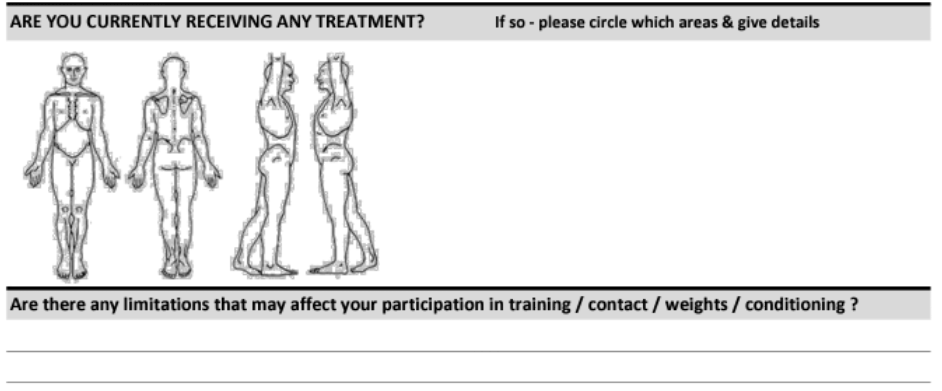 ARE YOU CURRENTLY RECEIVING ANY TREATMENT? If so - please circle which areas & give details
Are there any limitations that may affect your participation in training / contact / weights / conditioning ?